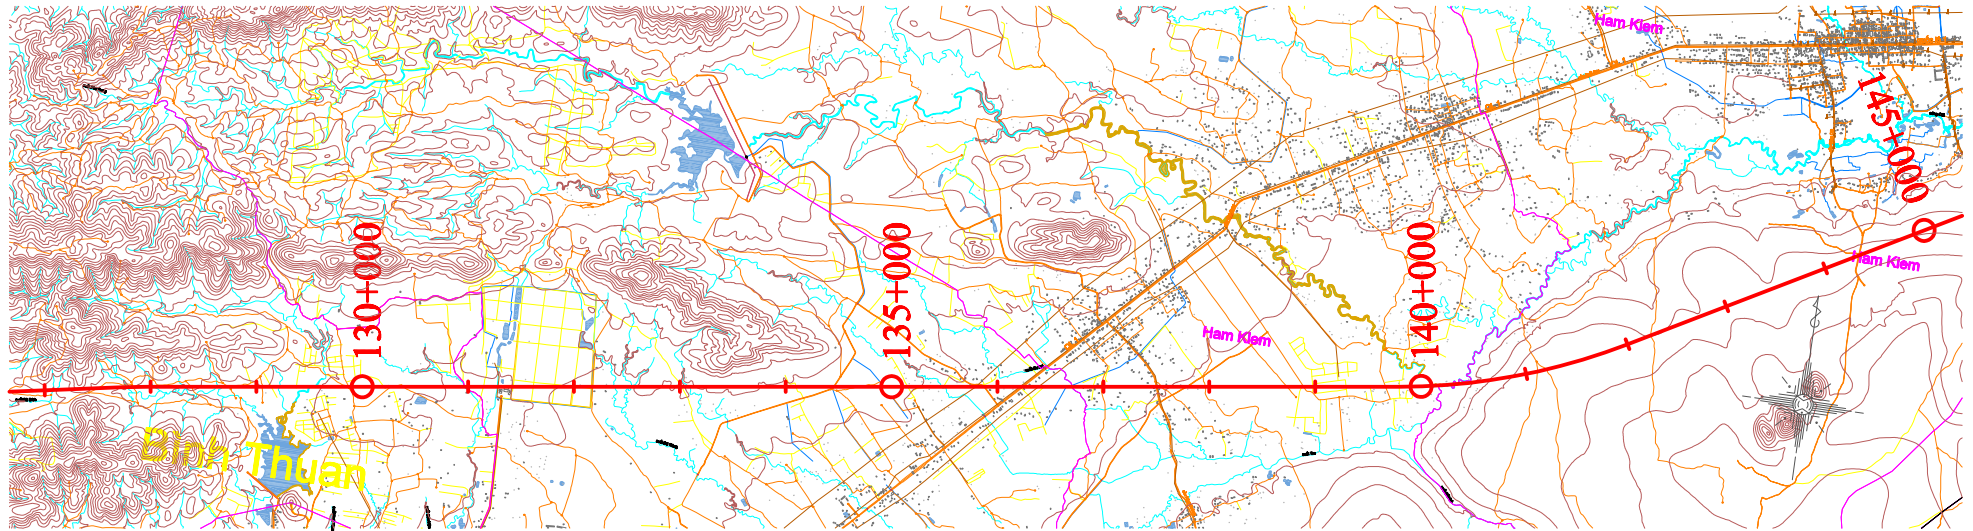 Ham Kiem
145+000
130+000
135+000
140+000
Ham Kiem
Ham Kiem
Binh Thuan